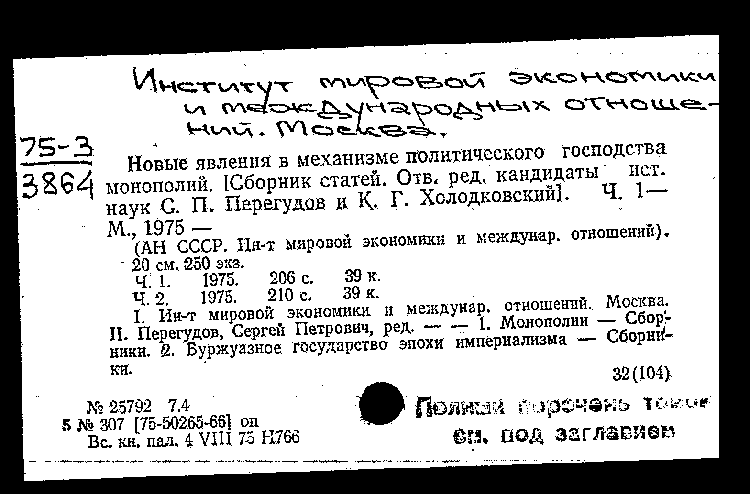 Институт мировой экономики
и международных отноше-
ний. Москва.
75-3
3864
Новые явления в механизме политического господства
монополий. [Сборник статей. Отв. ред. кандидаты ист.
наук С. П. Перегудов и К. Г. Холодковский]. Ч. 1—
М., 1975 —
(АН СССР. Ин-т мировой экономики и междунар. отношений).
20 см. 250 экз.
Ч. 1. 1975. 206 с. 39 к.
Ч. 2. 1975. 210 с. 39 к.
I. Ин-т мировой экономики и междунар. отношений. Москва.
II. Перегудов, Сергей Петрович, ред. — — 1. Монополии — Сбор-
ники. 2. Буржуазное государство эпохи империализма — Сборни-
ки.
32(104)
№ 25792 7.4
5 № 307 [75-50265-66] оп
Вс. кн. пал. 4 VIII 75 Н766
Полный перечень томов
см. под заглавием